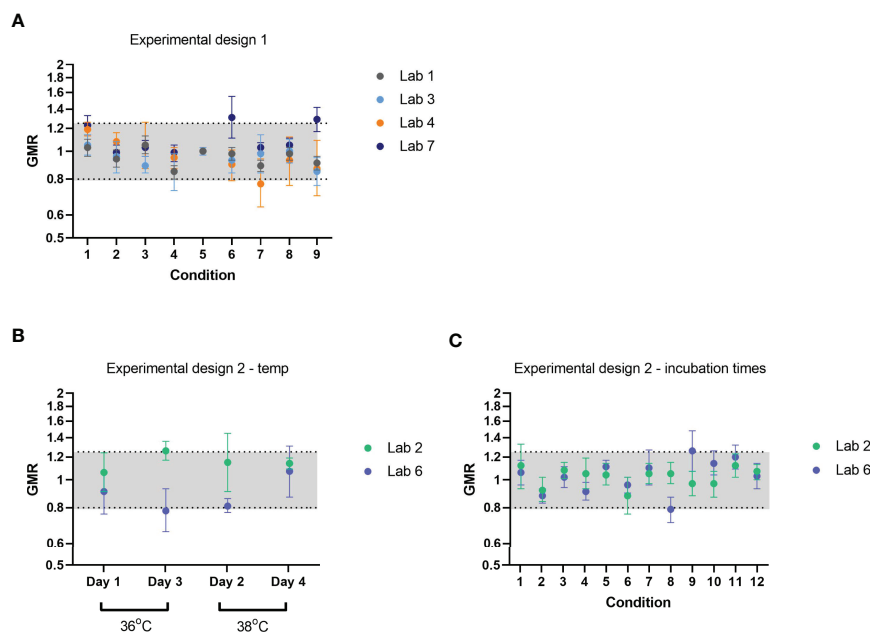 A
Experimental design 1
2
1.8
1.6
1.4
1.2
1
0.8
0.6
0.5
GMR
1 2 3 4 5 6 7 8 9
Condition
Lab 1
Lab 3
Lab 4
Lab 7
B
Experimental design 2 - temp
2
1.8
1.6
1.4
1.2
1
0.8
0.6
0.5
GMR
Day 1 Day 3 Day 2 Day 4
36°C 38°C
Lab 2
Lab 6
C
Experimental design 2 - incubation times
2
1.8
1.6
1.4
1.2
1
0.8
0.6
0.5
GMR
1 2 3 4 5 6 7 8 9 10 11 12
Condition
Lab 2
Lab 6